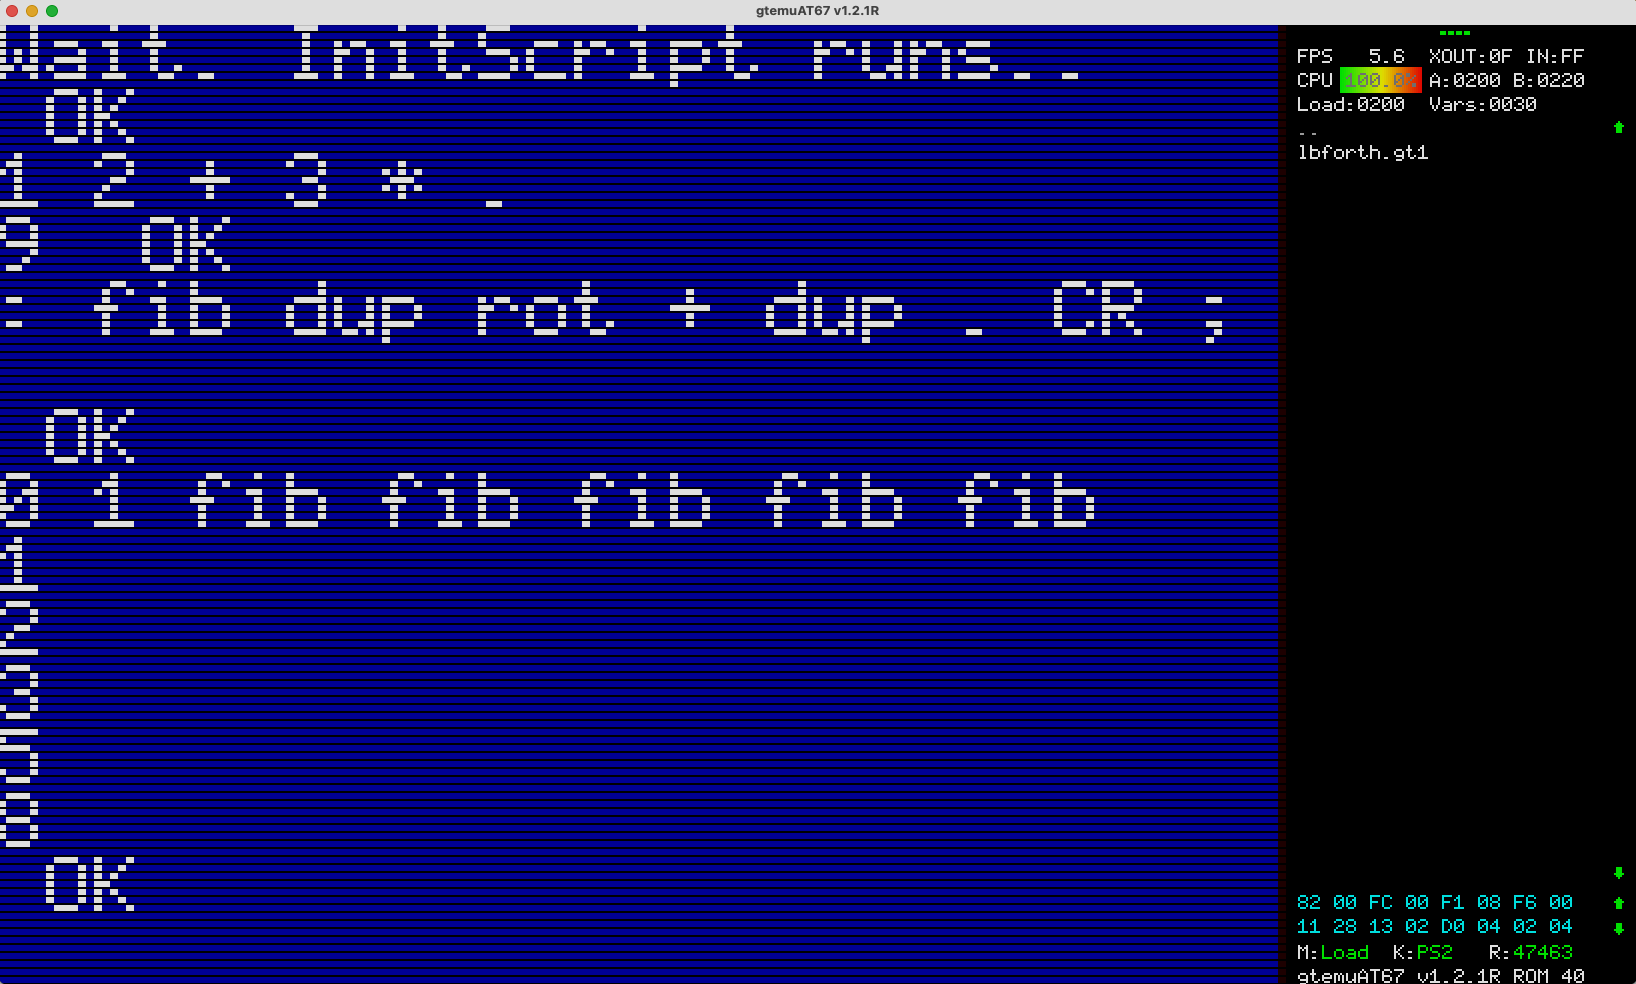 gtemuAT67 v1.2.1R
Wait. InitScript runs..
OK
1 2 + 3 * .
9 OK
: fib dup rot + dup . CR ;
OK
0 1 fib fib fib fib fib
1
2
3
5
8
OK
FPS 5.6 XOUT:0F IN:FF
CPU 100.0% A:0200 B:0220
Load:0200 Vars:0030
..
lbforth.gt1
82 00 FC 00 F1 08 F6 00
11 28 13 02 D0 04 02 04
M:Load K:PS2 R:47463
gtemuAT67 v1.2.1R ROM 40